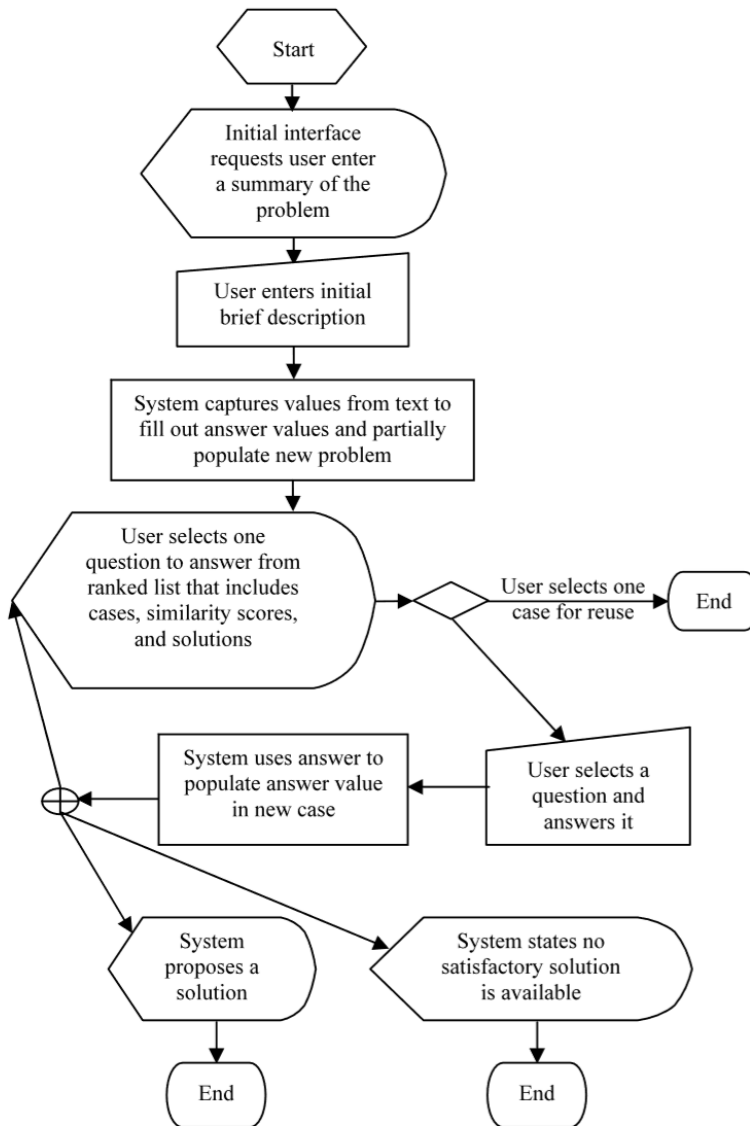 Start
Initial interface
requests user enter
a summary of the
problem
User enters initial
brief description
System captures values from text to
fill out answer values and partially
populate new problem
User selects one
question to answer from
ranked list that includes
cases, similarity scores,
and solutions
User selects one
case for reuse
End
System uses answer to
populate answer value
in new case
User selects a
question and
answers it
System
proposes a
solution
System states no
satisfactory solution
is available
End
End